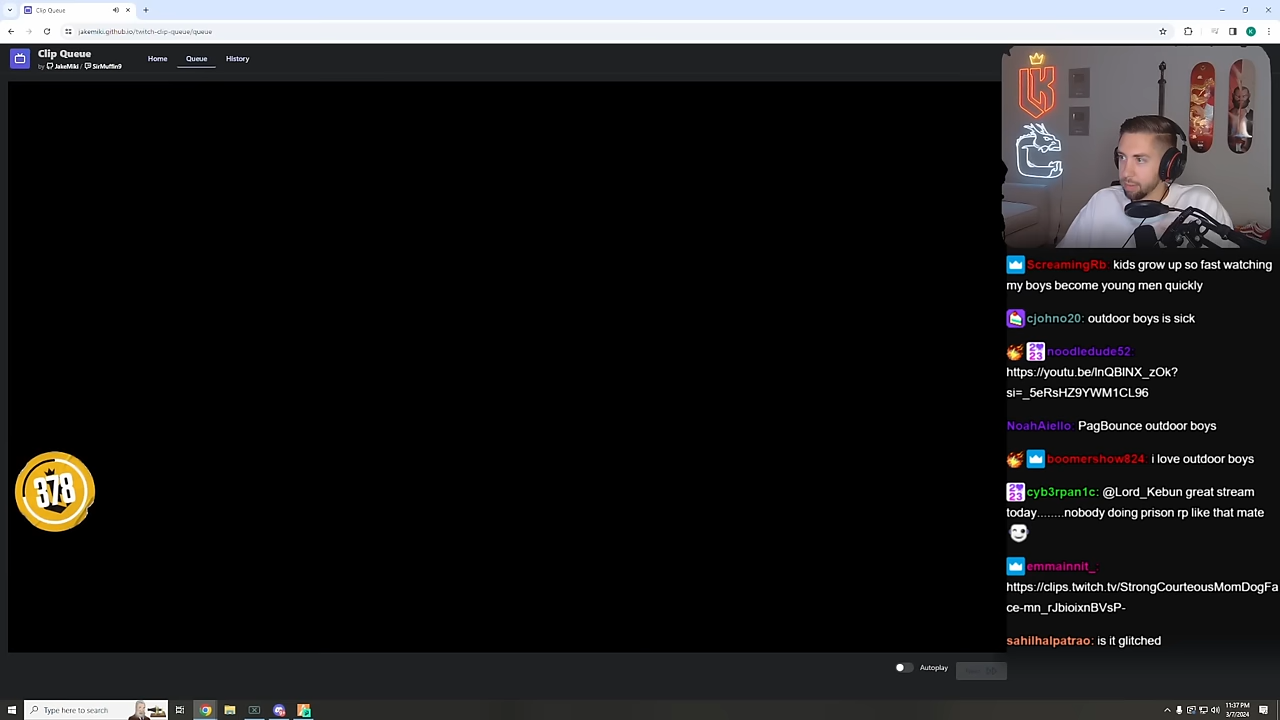 Clip Queue
jakemiki.github.io/twitch-clip-queue/queue
K
Clip Queue
by JakeMiki / SirMuffin9
Home
Queue
History
LK
ScreamingRb: kids grow up so fast watching
my boys become young men quickly
cjohno20: outdoor boys is sick
noodledude52:
https://youtu.be/lnQBlNX_zOk?
si=_5eRsHZ9YWM1CL96
NoahAiello: PagBounce outdoor boys
boomershow824: i love outdoor boys
378
cyb3rpan1c: @Lord_Kebun great stream
today........nobody doing prison rp like that mate
emmainnit_:
https://clips.twitch.tv/StrongCourteousMomDogFa
ce-mn_rJbioixnBVsP-
sahilhalpatrao: is it glitched
Autoplay
Type here to search
11:37 PM
3/7/2024